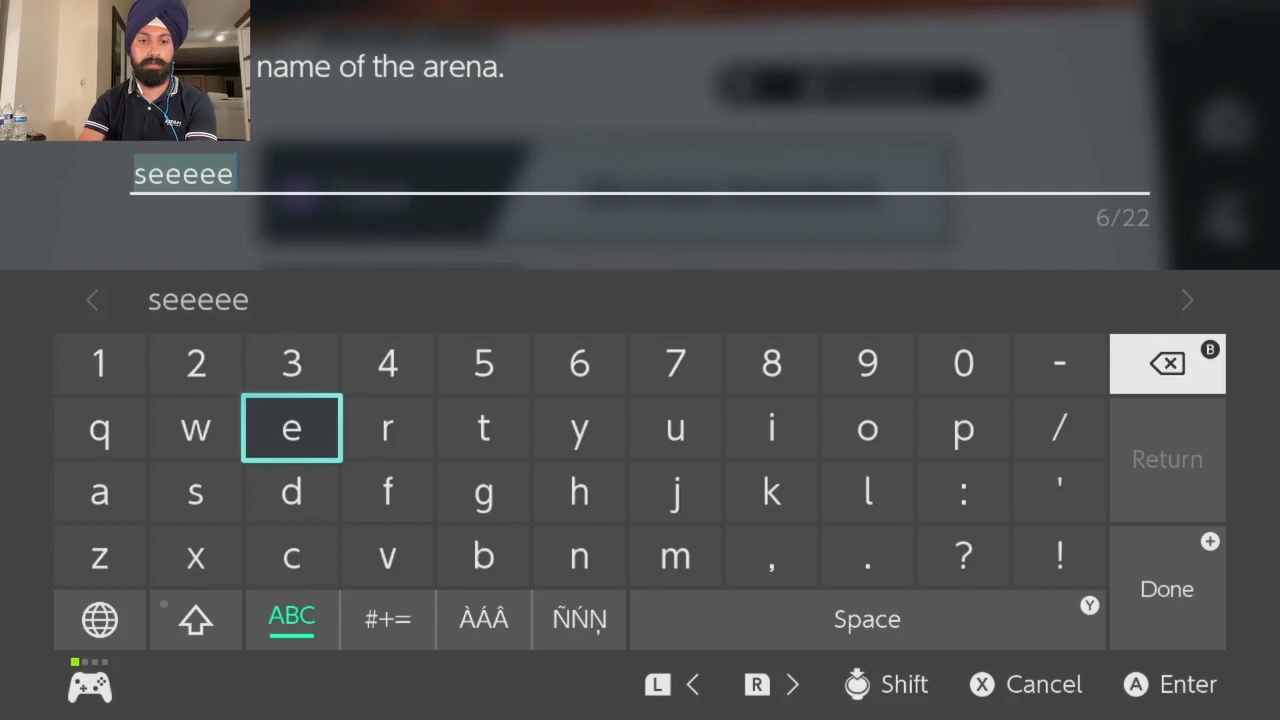 name of the arena.
seeeee
6/22
seeeee
1 2 3 4 5 6 7 8 9 0 - B
q w e r t y u i o p /
Return
a s d f g h j k l : '
z x c v b n m , . ? ! +
Done
ABC #+= ÀÁÂ ÑŃŅ Space Y
L < R > Shift X Cancel A Enter